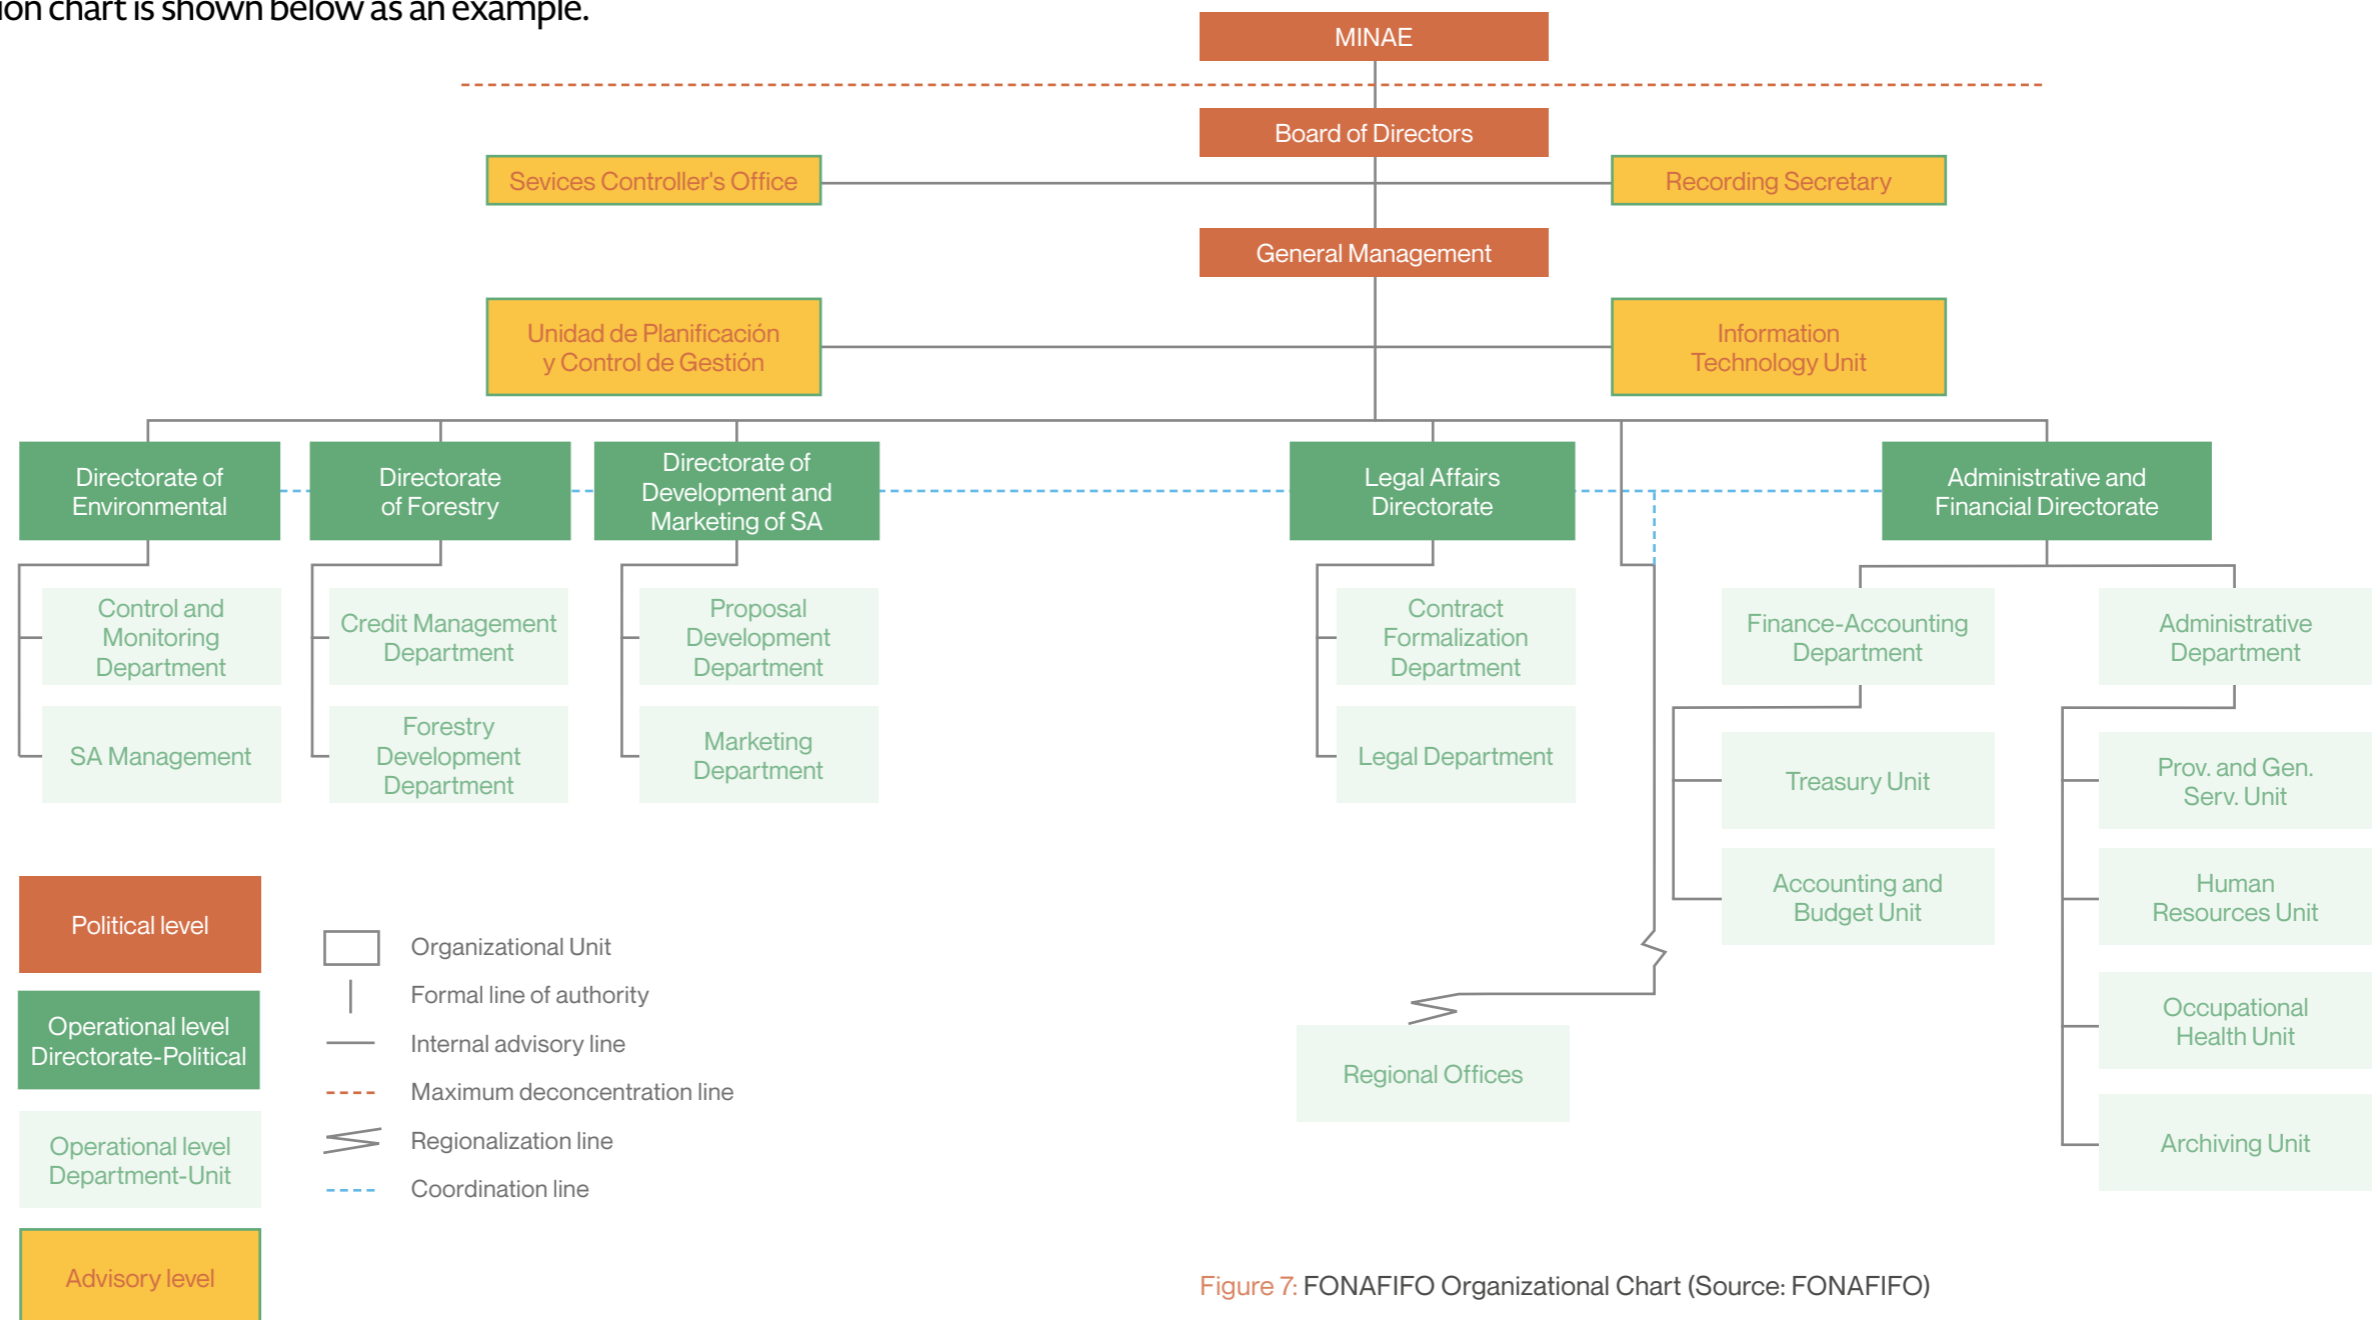 ion chart is shown below as an example.
MINAE
Board of Directors
Sevices Controller's Office
Recording Secretary
General Management
Unidad de Planificación
y Control de Gestión
Information
Technology Unit
Directorate of
Environmental
Directorate
of Forestry
Directorate of
Development and
Marketing of SA
Legal Affairs
Directorate
Administrative and
Financial Directorate
Control and
Monitoring
Department
Credit Management
Department
Proposal
Development
Department
Contract
Formalization
Department
Finance-Accounting
Department
Administrative
Department
SA Management
Forestry
Development
Department
Marketing
Department
Legal Department
Treasury Unit
Prov. and Gen.
Serv. Unit
Accounting and
Budget Unit
Human
Resources Unit
Occupational
Health Unit
Regional Offices
Archiving Unit
Political level
Operational level
Directorate-Political
Operational level
Department-Unit
Advisory level
Organizational Unit
Formal line of authority
Internal advisory line
Maximum deconcentration line
Regionalization line
Coordination line
Figure 7: FONAFIFO Organizational Chart (Source: FONAFIFO)